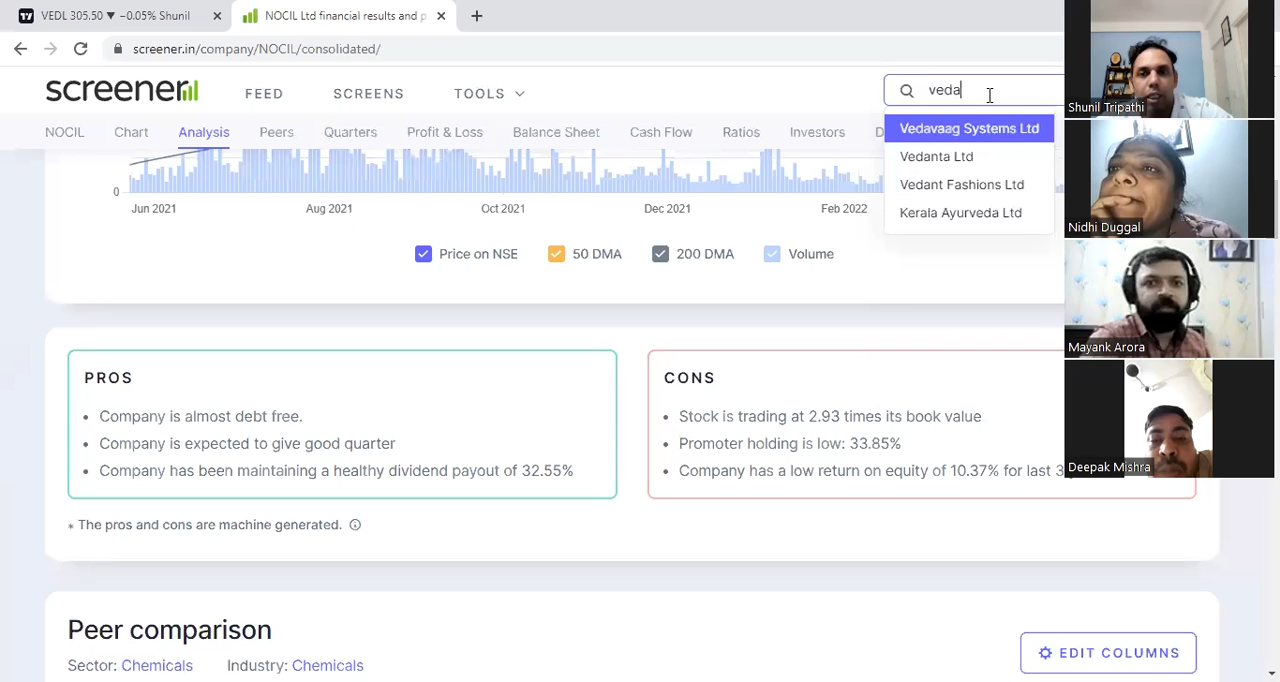 VEDL 305.50 ▼ −0.05% Shunil
NOCIL Ltd financial results and p
screener.in/company/NOCIL/consolidated/
screener
FEED
SCREENS
TOOLS
veda
NOCIL
Chart
Analysis
Peers
Quarters
Profit & Loss
Balance Sheet
Cash Flow
Ratios
Investors
D
Vedavaag Systems Ltd
Vedanta Ltd
Vedant Fashions Ltd
Kerala Ayurveda Ltd
0
Jun 2021
Aug 2021
Oct 2021
Dec 2021
Feb 2022
Price on NSE
50 DMA
200 DMA
Volume
PROS
• Company is almost debt free.
• Company is expected to give good quarter
• Company has been maintaining a healthy dividend payout of 32.55%
CONS
• Stock is trading at 2.93 times its book value
• Promoter holding is low: 33.85%
• Company has a low return on equity of 10.37% for last 3
* The pros and cons are machine generated.
Peer comparison
Sector: Chemicals
Industry: Chemicals
EDIT COLUMNS
Shunil Tripathi
Nidhi Duggal
Mayank Arora
Deepak Mishra